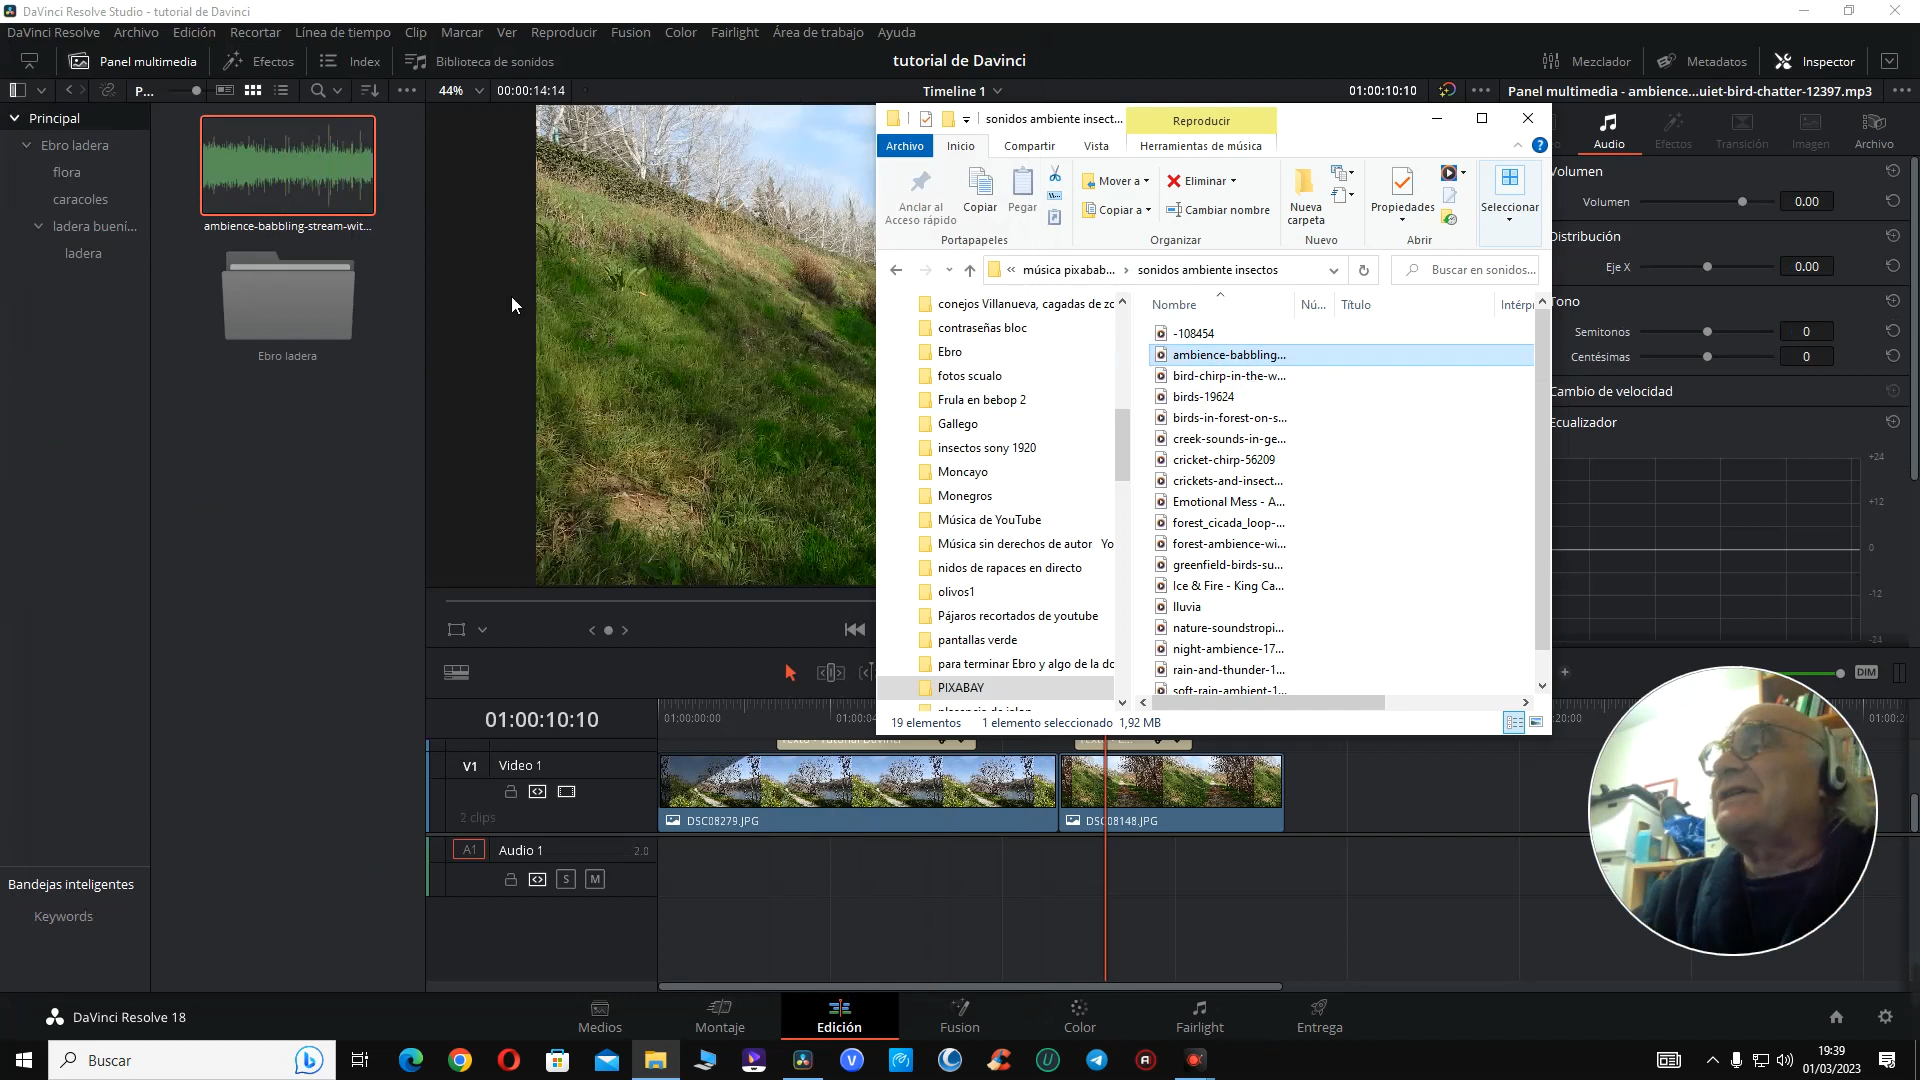 DaVinci Resolve Studio - tutorial de Davinci
DaVinci Resolve Archivo Edición Recortar Línea de tiempo Clip Marcar Ver Reproducir Fusion Color Fairlight Área de trabajo Ayuda
Panel multimedia Efectos Index Biblioteca de sonidos tutorial de Davinci Mezclador Metadatos Inspector
P... 44% 00:00:14:14 Timeline 1 01:00:10:10 Panel multimedia - ambience...uiet-bird-chatter-12397.mp3
Principal
Ebro ladera
flora
caracoles
ladera bueni...
ladera
ambience-babbling-stream-wit...
Ebro ladera
Bandejas inteligentes
Keywords
sonidos ambiente insect... Reproducir
Archivo Inicio Compartir Vista Herramientas de música
Anclar al
Acceso rápido
Copiar
Pegar
Portapapeles
Mover a
Copiar a
Eliminar
Cambiar nombre
Organizar
Nueva
carpeta
Nuevo
Propiedades
Abrir
Seleccionar
« música pixabab... › sonidos ambiente insectos
Buscar en sonidos...
conejos Villanueva, cagadas de zo
contraseñas bloc
Ebro
fotos scualo
Frula en bebop 2
Gallego
insectos sony 1920
Moncayo
Monegros
Música de YouTube
Música sin derechos de autor Yo
nidos de rapaces en directo
olivos1
Pájaros recortados de youtube
pantallas verde
para terminar Ebro y algo de la do
PIXABAY
Nombre Nú... Título Intérpr
-108454
ambience-babbling...
bird-chirp-in-the-w...
birds-19624
birds-in-forest-on-s...
creek-sounds-in-ge...
cricket-chirp-56209
crickets-and-insect...
Emotional Mess - A...
forest_cicada_loop-...
forest-ambience-wi...
greenfield-birds-su...
Ice & Fire - King Ca...
lluvia
nature-soundstropi...
night-ambience-17...
rain-and-thunder-1...
soft-rain-ambient-1...
19 elementos 1 elemento seleccionado 1,92 MB
Audio Efectos Transición Imagen Archivo
Volumen
Volumen 0.00
Distribución
Eje X 0.00
Tono
Semitonos 0
Centésimas 0
Cambio de velocidad
Ecualizador
+24
+12
0
-12
-24
DIM
01:00:10:10
01:00:00:00
V1 Video 1
2 clips
DSC08279.JPG
DSC08148.JPG
A1 Audio 1 2.0
S M
DaVinci Resolve 18
Medios Montaje Edición Fusion Color Fairlight Entrega
Buscar
19:39
01/03/2023